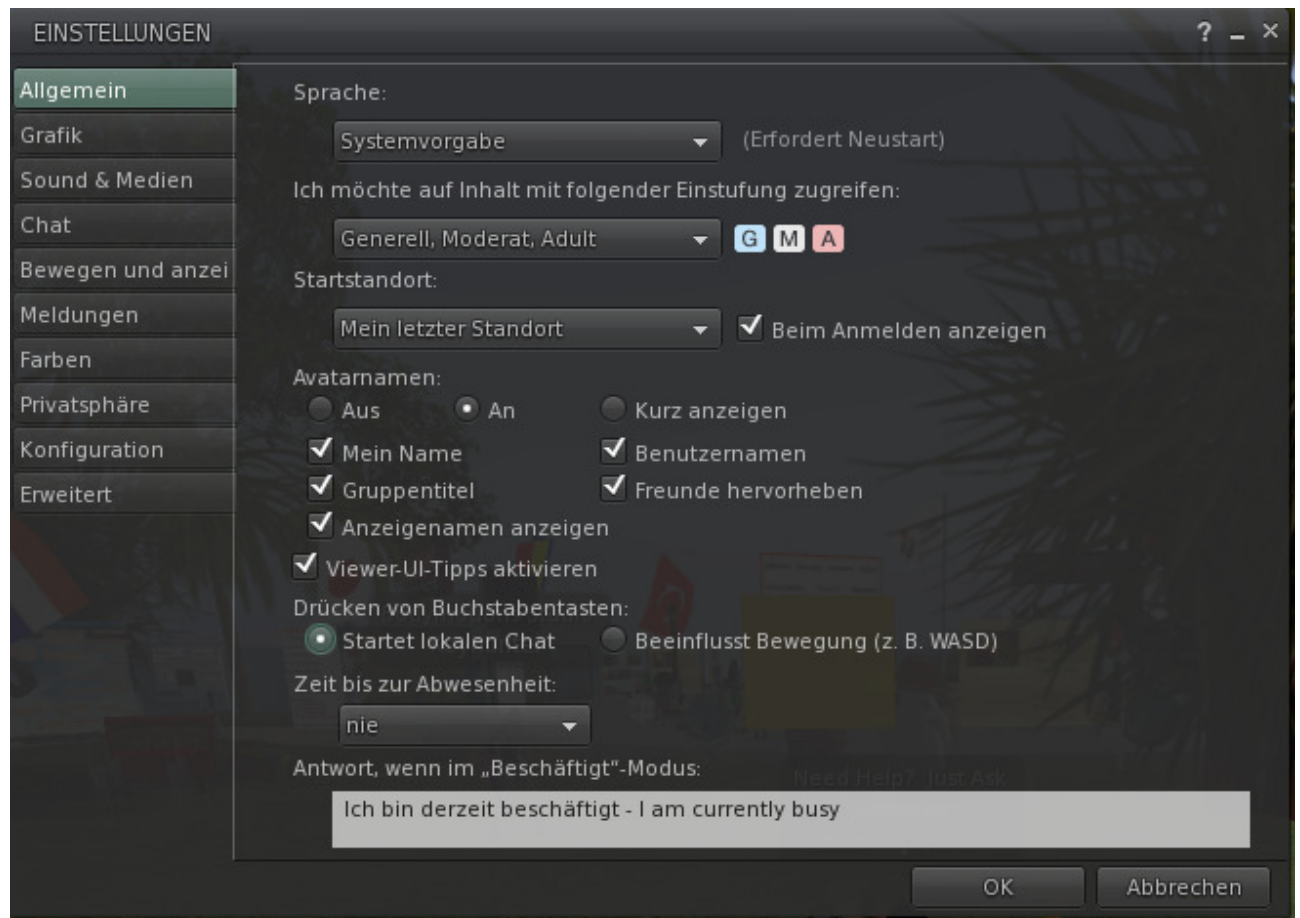 EINSTELLUNGEN ? _ ×
Allgemein
Grafik
Sound & Medien
Chat
Bewegen und anzei
Meldungen
Farben
Privatsphäre
Konfiguration
Erweitert
Sprache:
Systemvorgabe (Erfordert Neustart)
Ich möchte auf Inhalt mit folgender Einstufung zugreifen:
Generell, Moderat, Adult G M A
Startstandort:
Mein letzter Standort Beim Anmelden anzeigen
Avatarnamen:
Aus An Kurz anzeigen
Mein Name Benutzernamen
Gruppentitel Freunde hervorheben
Anzeigenamen anzeigen
Viewer-UI-Tipps aktivieren
Drücken von Buchstabentasten:
Startet lokalen Chat Beeinflusst Bewegung (z. B. WASD)
Zeit bis zur Abwesenheit:
nie
Antwort, wenn im „Beschäftigt“-Modus:
Need Help? Just Ask
Ich bin derzeit beschäftigt - I am currently busy
OK Abbrechen